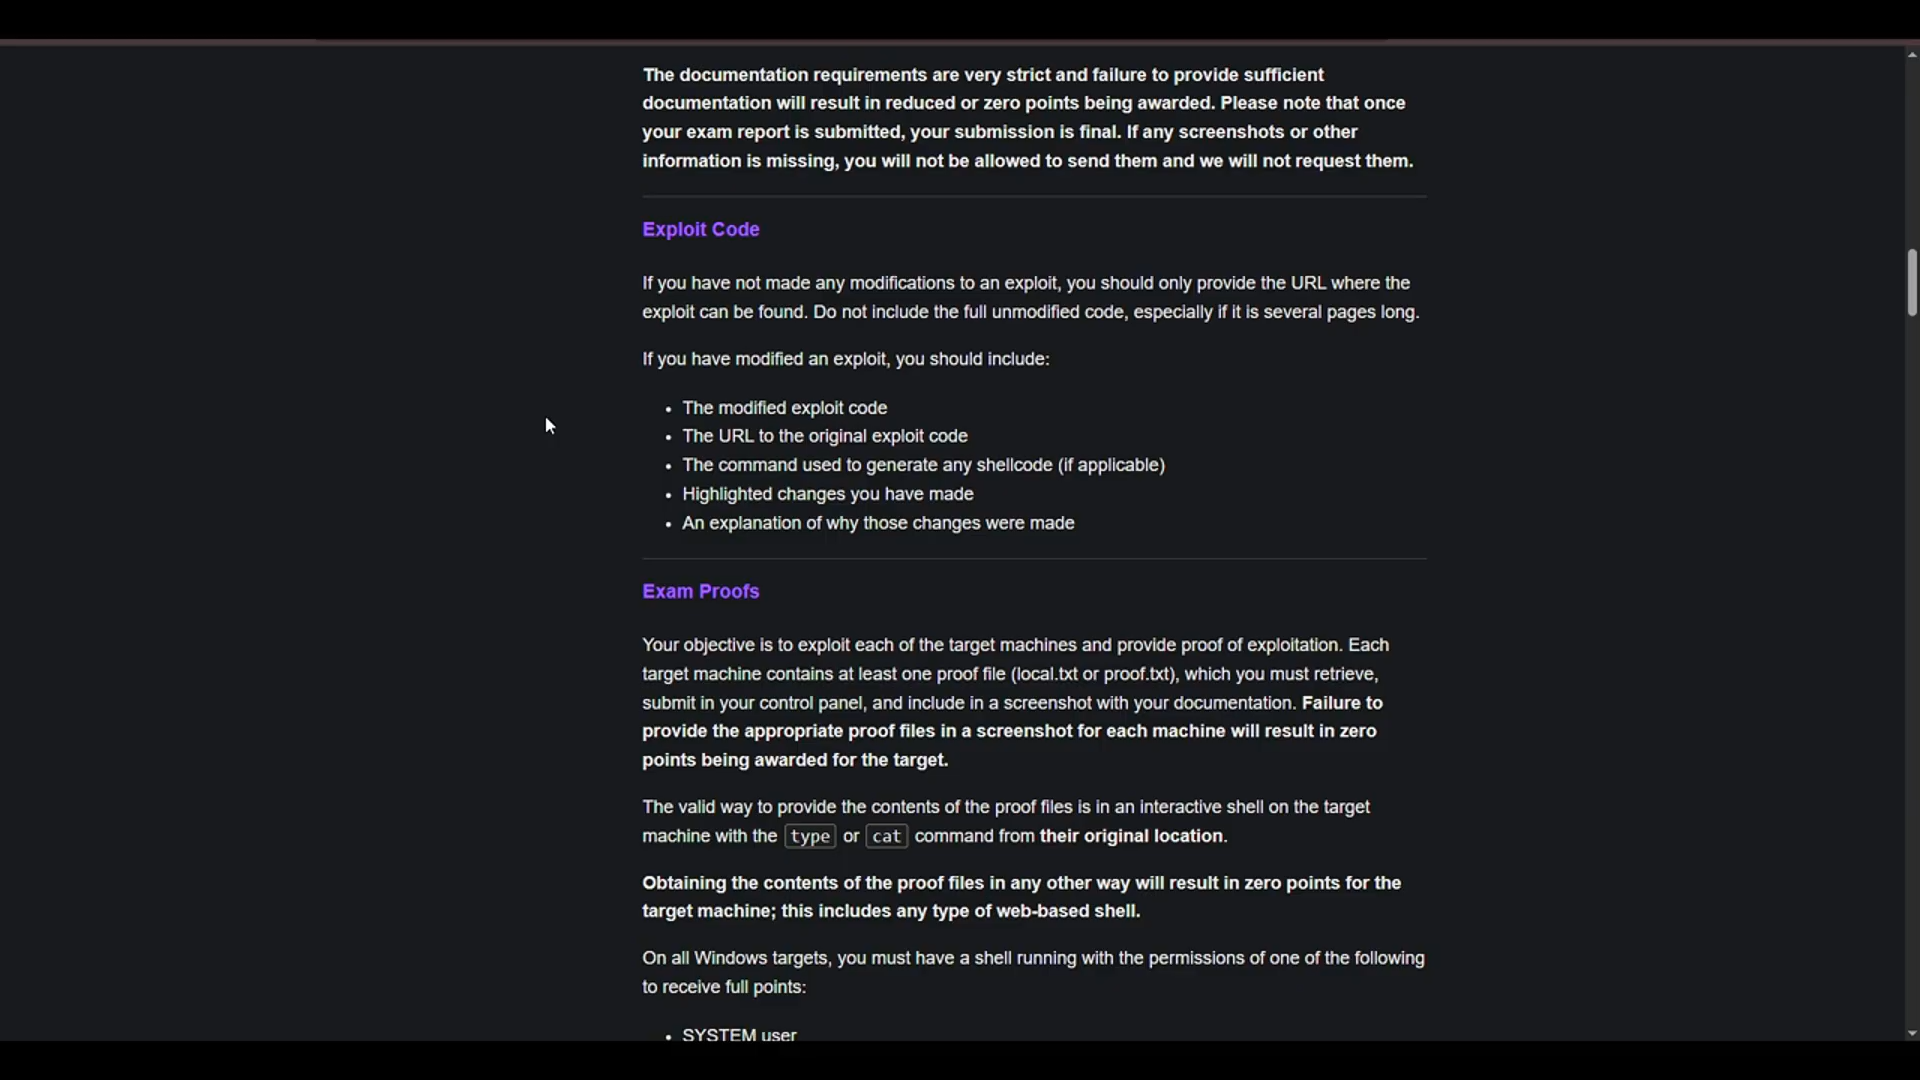 The documentation requirements are very strict and failure to provide sufficient
documentation will result in reduced or zero points being awarded. Please note that once
your exam report is submitted, your submission is final. If any screenshots or other
information is missing, you will not be allowed to send them and we will not request them.
Exploit Code
If you have not made any modifications to an exploit, you should only provide the URL where the
exploit can be found. Do not include the full unmodified code, especially if it is several pages long.
If you have modified an exploit, you should include:
• The modified exploit code
• The URL to the original exploit code
• The command used to generate any shellcode (if applicable)
• Highlighted changes you have made
• An explanation of why those changes were made
Exam Proofs
Your objective is to exploit each of the target machines and provide proof of exploitation. Each
target machine contains at least one proof file (local.txt or proof.txt), which you must retrieve,
submit in your control panel, and include in a screenshot with your documentation. Failure to
provide the appropriate proof files in a screenshot for each machine will result in zero
points being awarded for the target.
The valid way to provide the contents of the proof files is in an interactive shell on the target
machine with the type or cat command from their original location.
Obtaining the contents of the proof files in any other way will result in zero points for the
target machine; this includes any type of web-based shell.
On all Windows targets, you must have a shell running with the permissions of one of the following
to receive full points:
• SYSTEM user